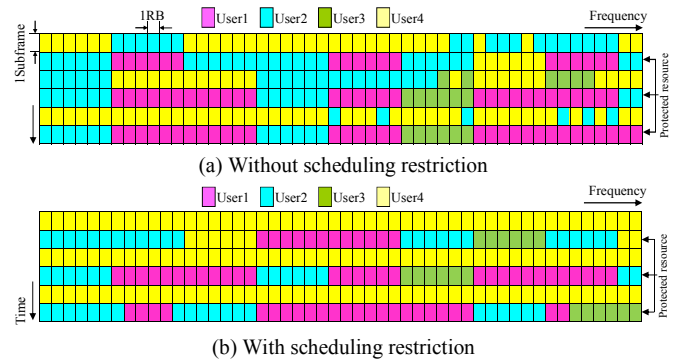 1RB
User1 User2 User3 User4
Frequency
1Subframe
Protected resource
(a) Without scheduling restriction
User1 User2 User3 User4
Frequency
Time
Protected resource
(b) With scheduling restriction